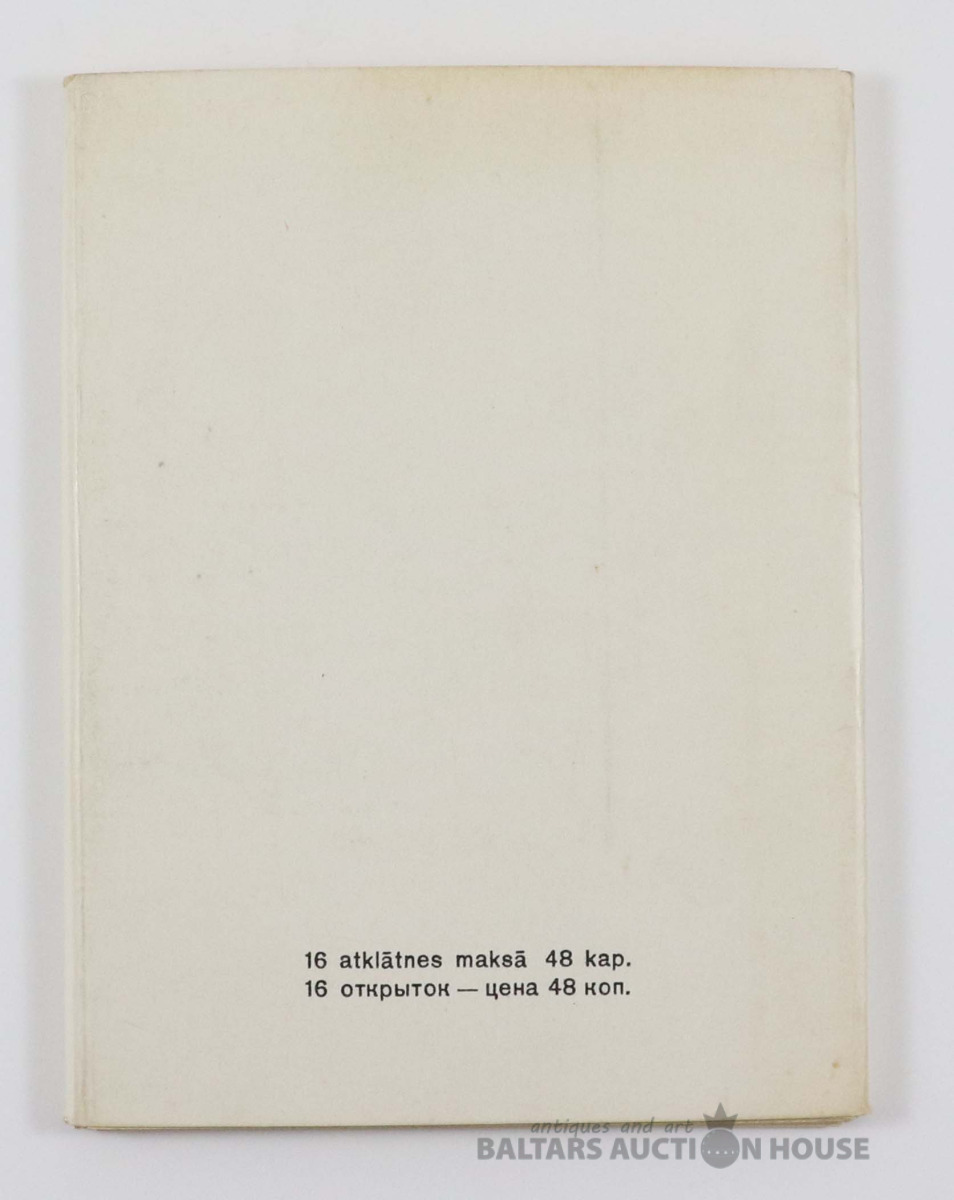 16 atklātnes maksā 48 kap.
16 открыток — цена 48 коп.
antiques and art
BALTARS AUCTION HOUSE